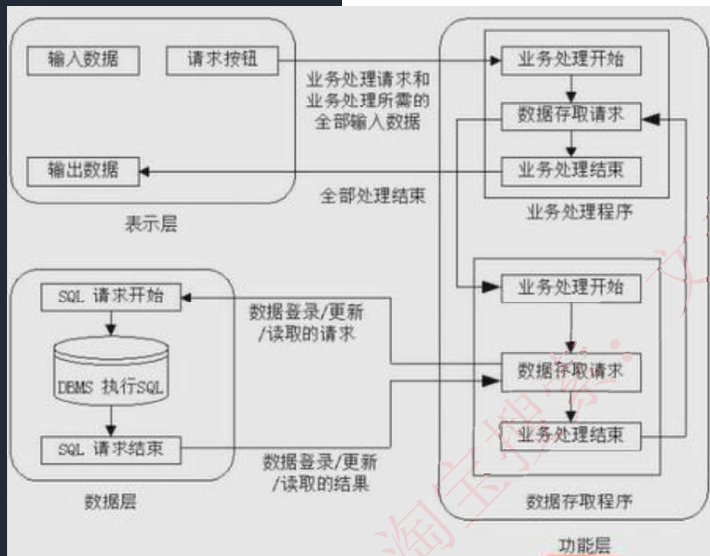 输入数据
请求按钮
业务处理请求和
业务处理所需的
全部输入数据
业务处理开始
数据存取请求
业务处理结束
输出数据
全部处理结束
业务处理程序
表示层
SQL 请求开始
DBMS 执行SQL
SQL 请求结束
数据层
数据登录/更新
/读取的请求
数据登录/更新
/读取的结果
业务处理开始
数据存取请求
业务处理结束
数据存取程序
功能层
淘宝搜索：文